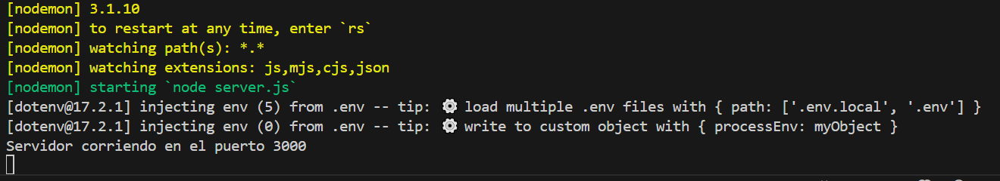 [nodemon] 3.1.10
[nodemon] to restart at any time, enter `rs`
[nodemon] watching path(s): *.*
[nodemon] watching extensions: js,mjs,cjs,json
[nodemon] starting `node server.js`
[dotenv@17.2.1] injecting env (5) from .env -- tip: ⚙️ load multiple .env files with { path: ['.env.local', '.env'] }
[dotenv@17.2.1] injecting env (0) from .env -- tip: ⚙️ write to custom object with { processEnv: myObject }
Servidor corriendo en el puerto 3000